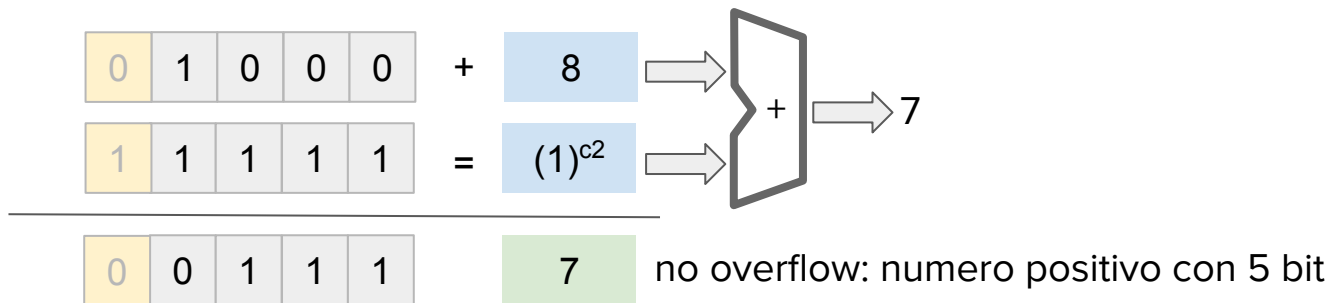 0 1 0 0 0 + 8
+ 7
1 1 1 1 1 = (1)^c2
0 0 1 1 1 7 no overflow: numero positivo con 5 bit